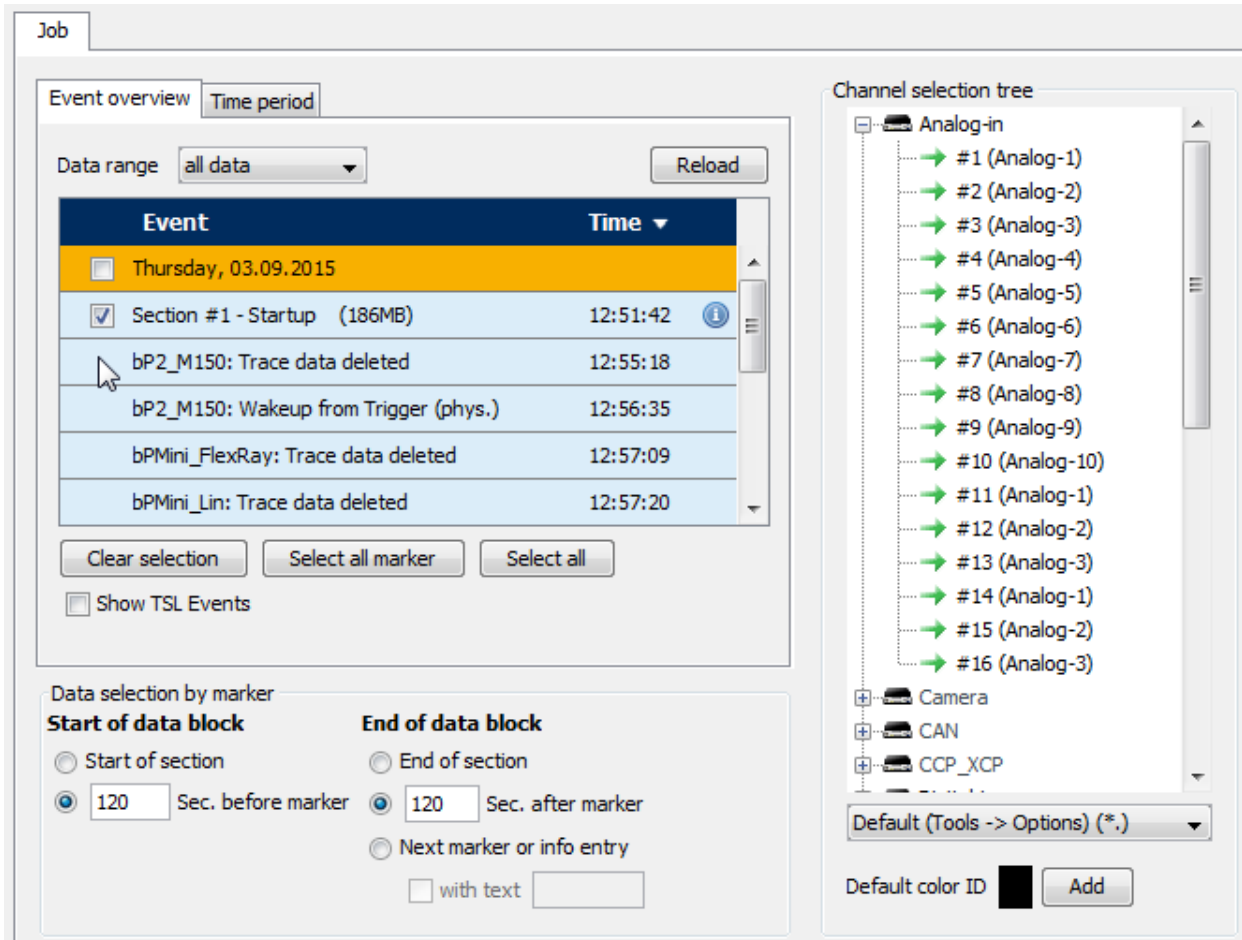 Job
Event overview
Time period
Data range
all data
Reload
Event
Time
Thursday, 03.09.2015
Section #1 - Startup (186MB)
12:51:42
bP2_M150: Trace data deleted
12:55:18
bP2_M150: Wakeup from Trigger (phys.)
12:56:35
bPMini_FlexRay: Trace data deleted
12:57:09
bPMini_Lin: Trace data deleted
12:57:20
Clear selection
Select all marker
Select all
Show TSL Events
Data selection by marker
Start of data block
Start of section
120 Sec. before marker
End of data block
End of section
120 Sec. after marker
Next marker or info entry
with text
Channel selection tree
Analog-in
#1 (Analog-1)
#2 (Analog-2)
#3 (Analog-3)
#4 (Analog-4)
#5 (Analog-5)
#6 (Analog-6)
#7 (Analog-7)
#8 (Analog-8)
#9 (Analog-9)
#10 (Analog-10)
#11 (Analog-1)
#12 (Analog-2)
#13 (Analog-3)
#14 (Analog-1)
#15 (Analog-2)
#16 (Analog-3)
Camera
CAN
CCP_XCP
Default (Tools -> Options) (*.)
Default color ID
Add